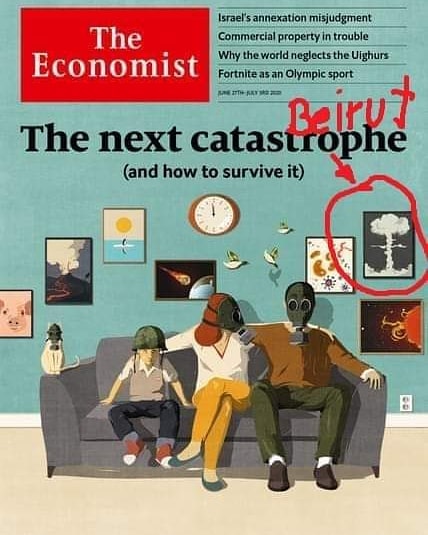 The
Economist
Israel's annexation misjudgment
Commercial property in trouble
Why the world neglects the Uighurs
Fortnite as an Olympic sport
JUNE 27TH–JULY 3RD 2020
Beirut
The next catastrophe
(and how to survive it)